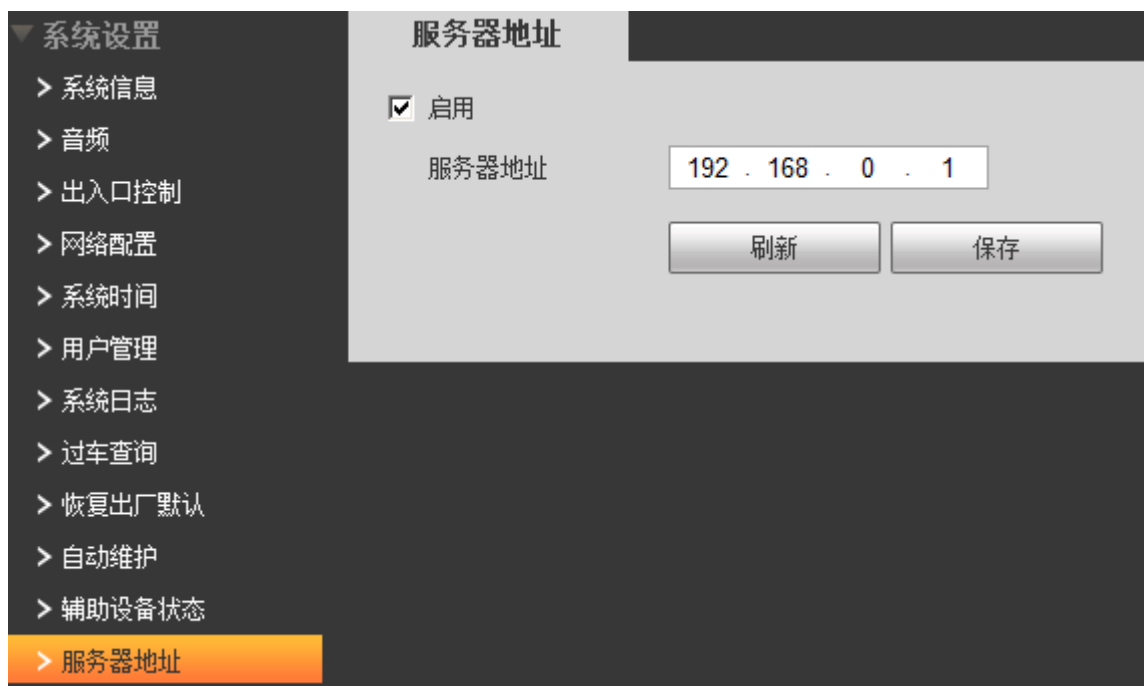 系统设置
系统信息
音频
出入口控制
网络配置
系统时间
用户管理
系统日志
过车查询
恢复出厂默认
自动维护
辅助设备状态
服务器地址
服务器地址
启用
服务器地址 192 . 168 . 0 . 1
刷新 保存